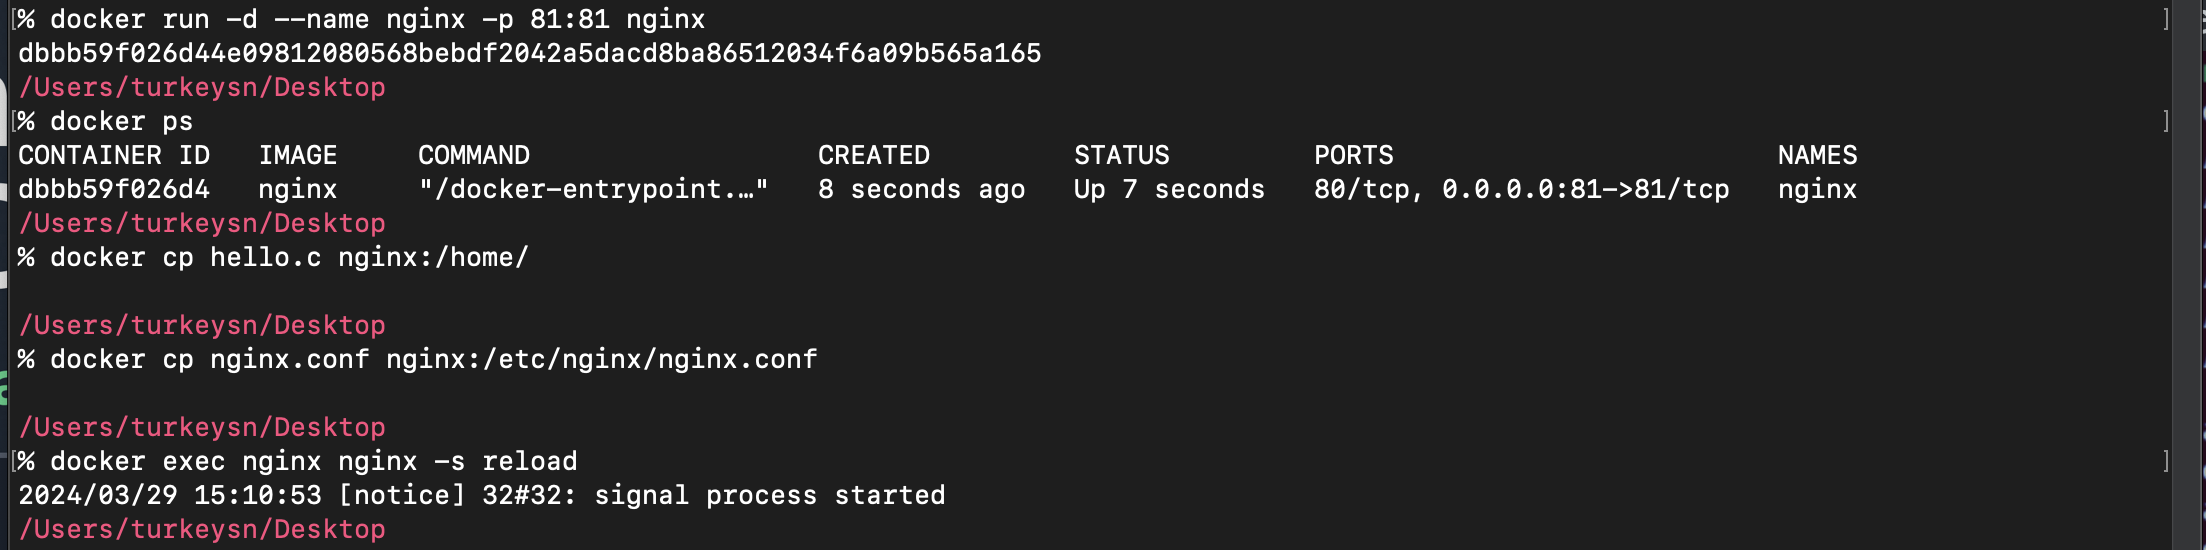 [% docker run -d --name nginx -p 81:81 nginx ]
dbbb59f026d44e09812080568bebdf2042a5dacd8ba86512034f6a09b565a165
/Users/turkeysn/Desktop
[% docker ps ]
CONTAINER ID   IMAGE     COMMAND                  CREATED         STATUS         PORTS                        NAMES
dbbb59f026d4   nginx     "/docker-entrypoint.…"   8 seconds ago   Up 7 seconds   80/tcp, 0.0.0.0:81->81/tcp   nginx
/Users/turkeysn/Desktop
% docker cp hello.c nginx:/home/
/Users/turkeysn/Desktop
% docker cp nginx.conf nginx:/etc/nginx/nginx.conf
/Users/turkeysn/Desktop
[% docker exec nginx nginx -s reload ]
2024/03/29 15:10:53 [notice] 32#32: signal process started
/Users/turkeysn/Desktop